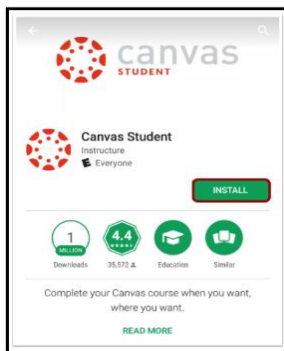 canvas
STUDENT
Canvas Student
Instructure
E Everyone
INSTALL
1
MILLION
4.4
Downloads
35,572
Education
Similar
Complete your Canvas course when you want,
where you want.
READ MORE